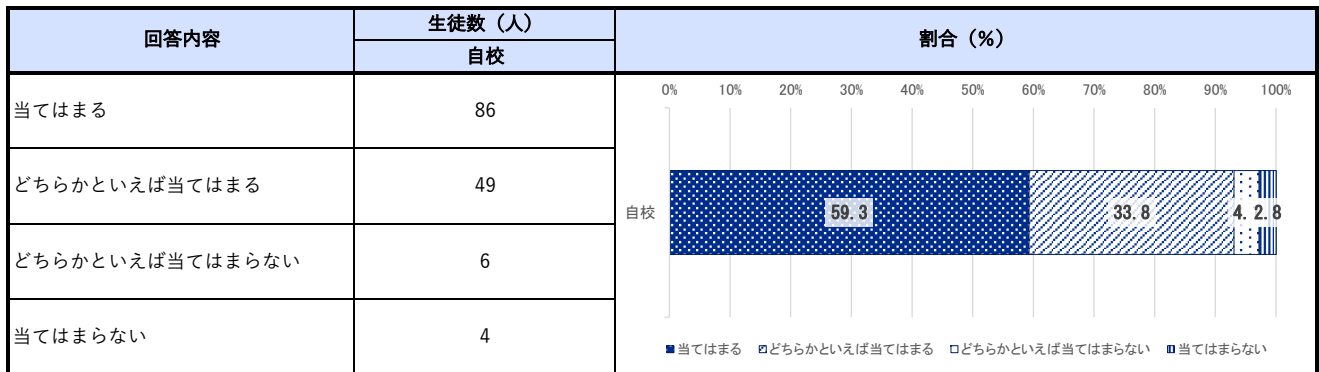 回答内容
生徒数（人）
自校
割合（%）
当てはまる
86
どちらかといえば当てはまる
49
どちらかといえば当てはまらない
6
当てはまらない
4
0% 10% 20% 30% 40% 50% 60% 70% 80% 90% 100%
自校
59.3 33.8 4. 2.8
■当てはまる □どちらかといえば当てはまる □どちらかといえば当てはまらない ■当てはまらない